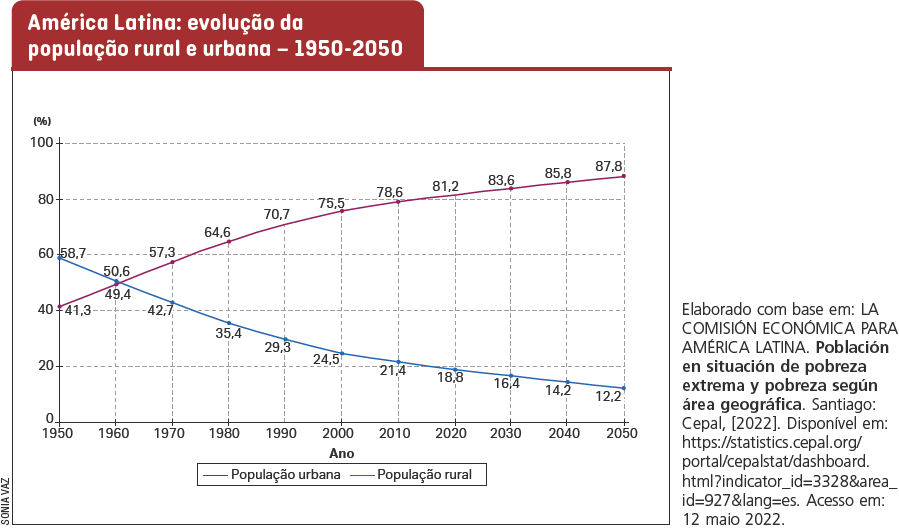 América Latina: evolução da
população rural e urbana – 1950-2050
(%)
100
80
60
40
20
0
58,7
50,6
42,7
35,4
29,3
24,5
21,4
18,8
16,4
14,2
12,2
41,3
49,4
57,3
64,6
70,7
75,5
78,6
81,2
83,6
85,8
87,8
1950 1960 1970 1980 1990 2000 2010 2020 2030 2040 2050
Ano
População urbana População rural
SONIA VAZ
Elaborado com base em: LA
COMISIÓN ECONÓMICA PARA
AMÉRICA LATINA. Población
en situación de pobreza
extrema y pobreza según
área geográfica. Santiago:
Cepal, [2022]. Disponível em:
https://statistics.cepal.org/
portal/cepalstat/dashboard.
html?indicator_id=3328&area_
id=927&lang=es. Acesso em:
12 maio 2022.